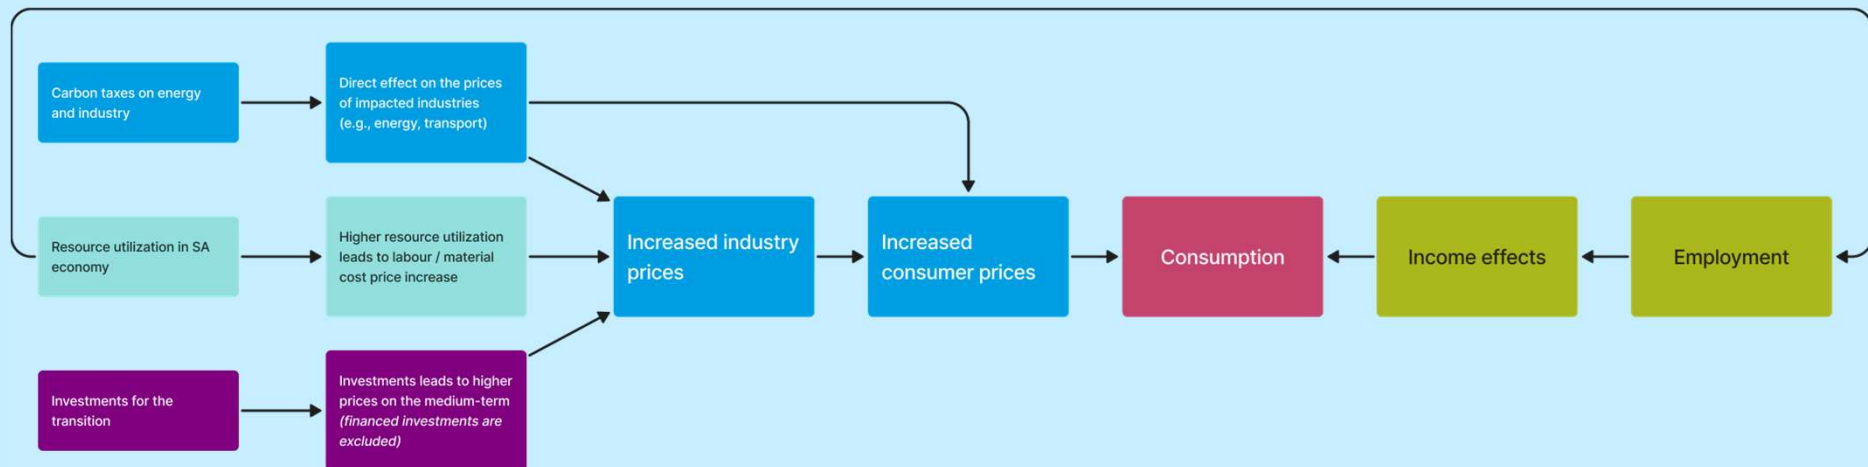 Carbon taxes on energy
and industry
Direct effect on the prices
of impacted industries
(e.g., energy, transport)
Resource utilization in SA
economy
Higher resource utilization
leads to labour / material
cost price increase
Investments for the
transition
Investments leads to higher
prices on the medium-term
(financed investments are
excluded)
Increased industry
prices
Increased
consumer prices
Consumption
Income effects
Employment